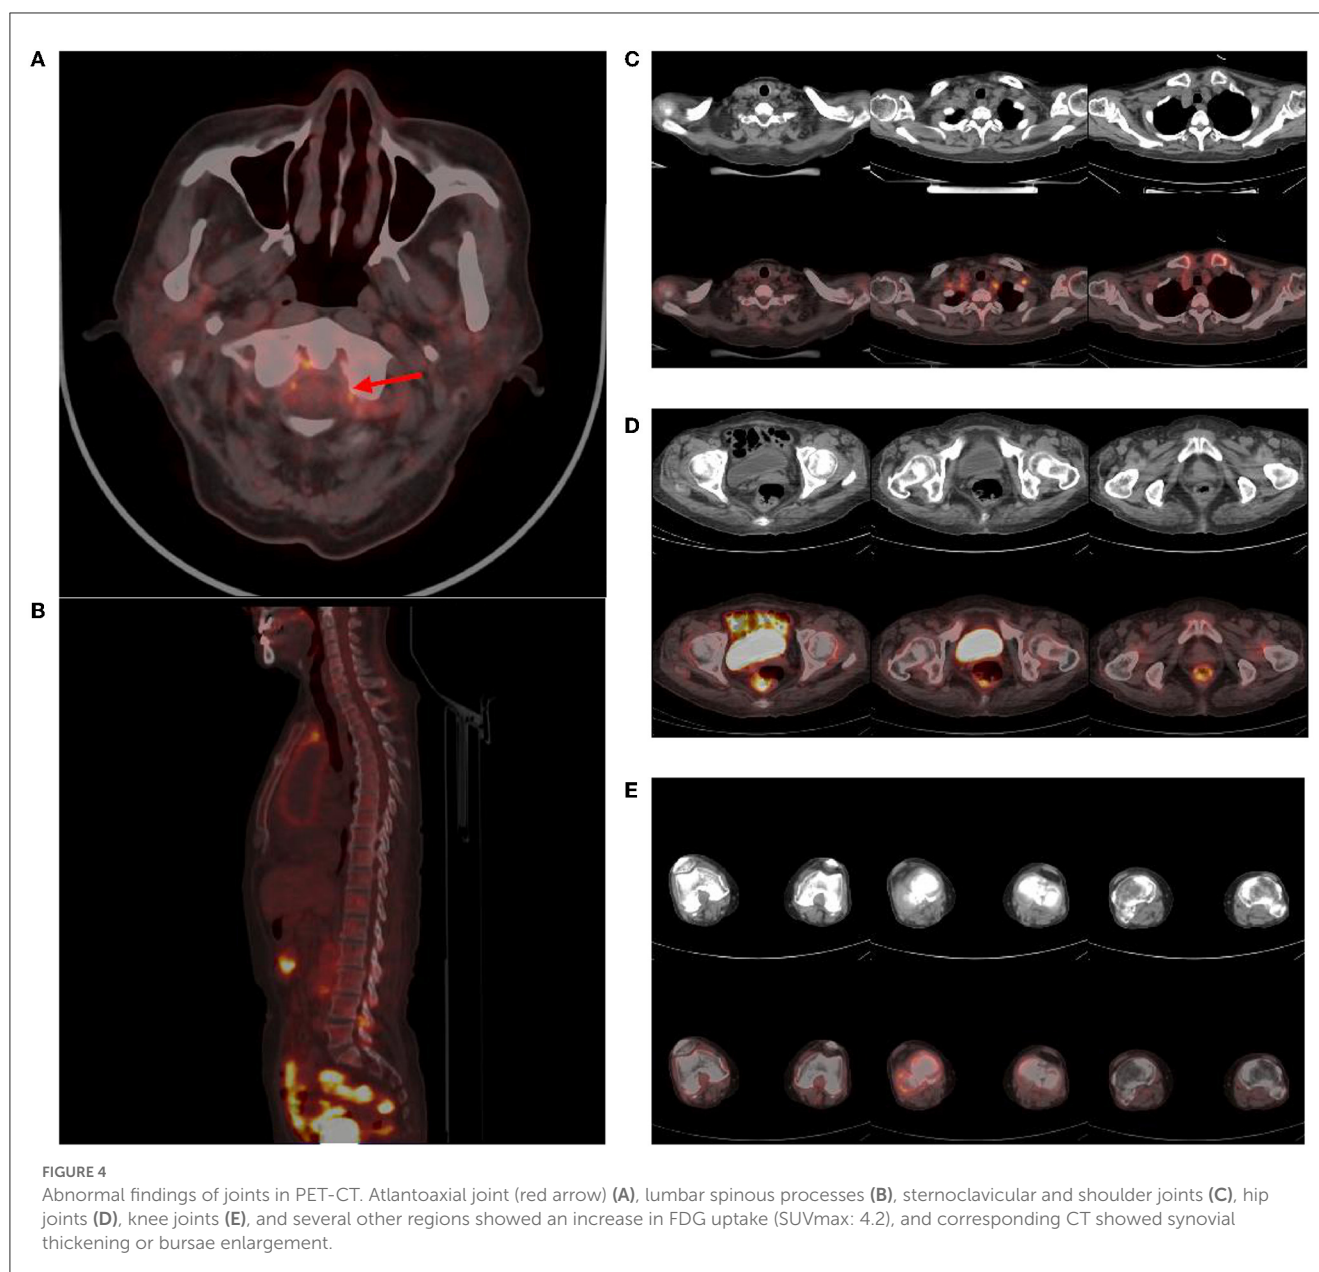 A
C
D
B
E
FIGURE 4
Abnormal findings of joints in PET-CT. Atlantoaxial joint (red arrow) (A), lumbar spinous processes (B), sternoclavicular and shoulder joints (C), hip
joints (D), knee joints (E), and several other regions showed an increase in FDG uptake (SUVmax: 4.2), and corresponding CT showed synovial
thickening or bursae enlargement.